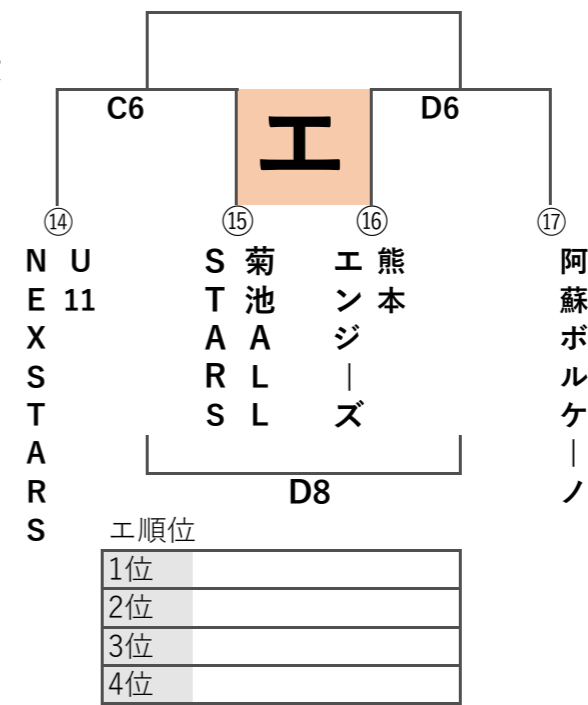 C6
D6
エ
⑭
⑮
⑯
⑰
U11
NEXSTARS
菊池ALL
STARS
熊本
エンジーズ
阿蘇ボルケーノ
D8
エ順位
1位
2位
3位
4位